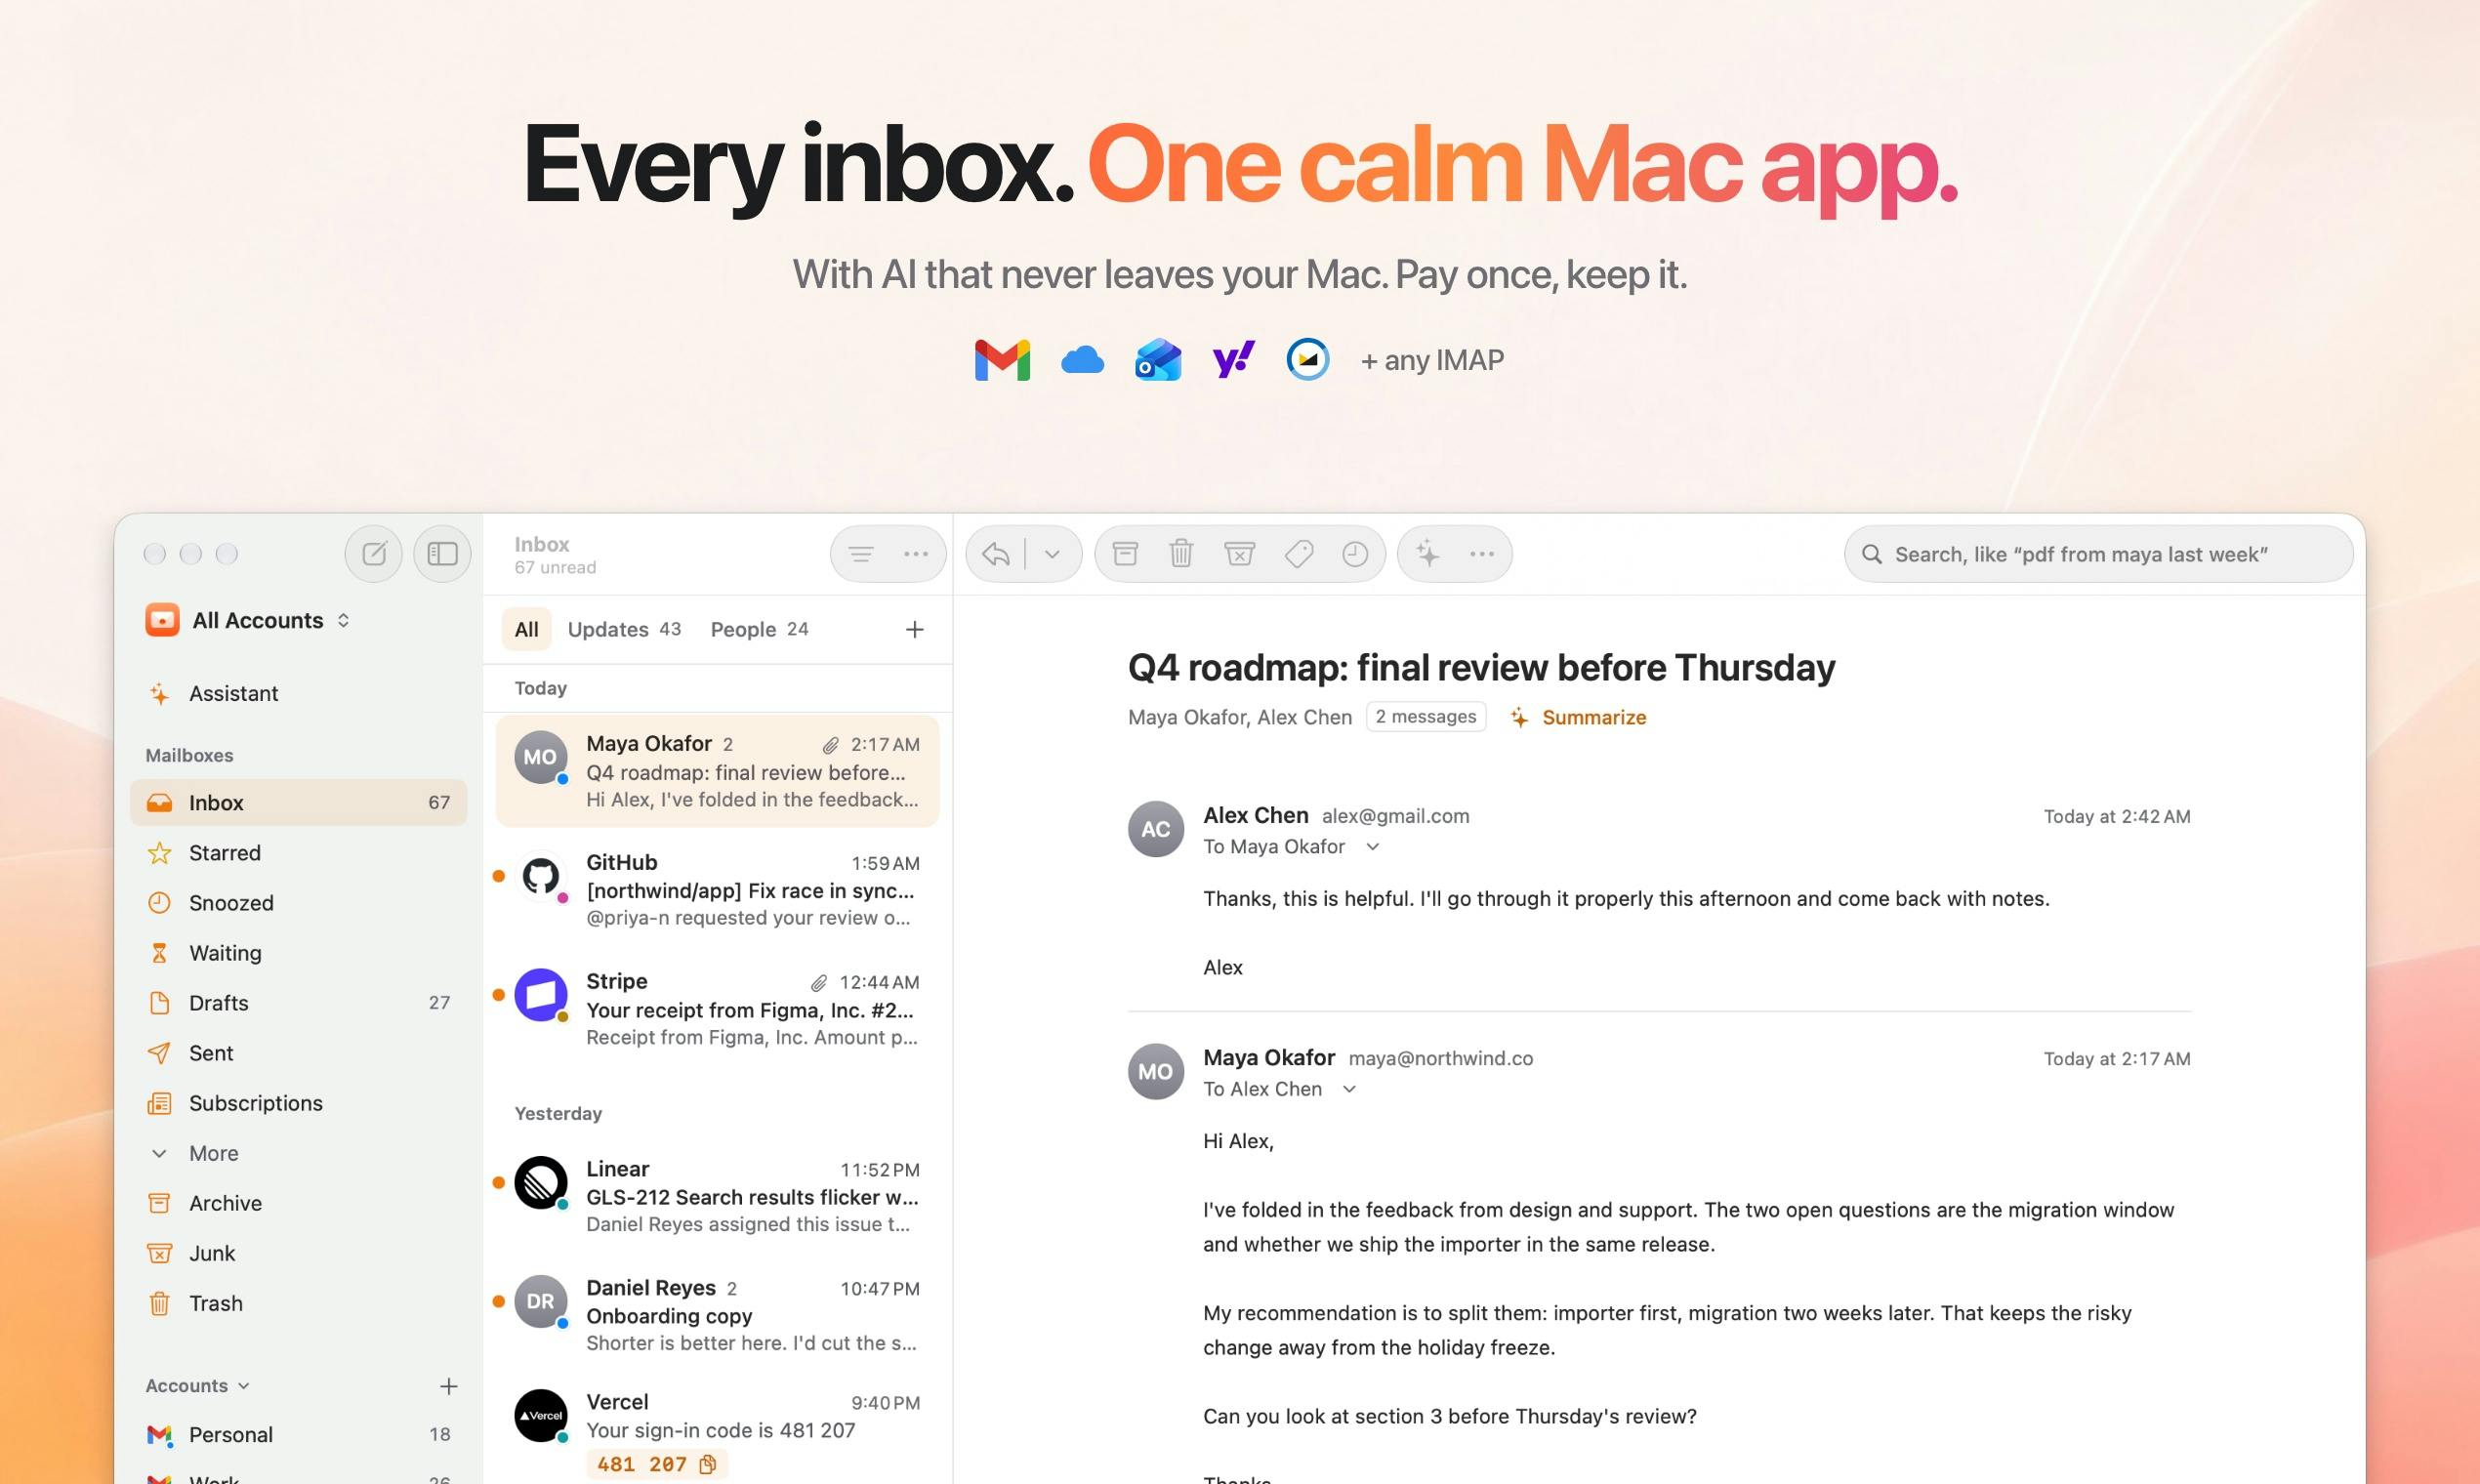 Every inbox. One calm Mac app.
With AI that never leaves your Mac. Pay once, keep it.
+ any IMAP
All Accounts
Assistant
Mailboxes
Inbox 67
Starred
Snoozed
Waiting
Drafts 27
Sent
Subscriptions
More
Archive
Junk
Trash
Accounts
Personal 18
Inbox
67 unread
All Updates 43 People 24
Today
Maya Okafor 2 2:17 AM
Q4 roadmap: final review before...
Hi Alex, I've folded in the feedback...
GitHub 1:59 AM
[northwind/app] Fix race in sync...
@priya-n requested your review o...
Stripe 12:44 AM
Your receipt from Figma, Inc. #2...
Receipt from Figma, Inc. Amount p...
Yesterday
Linear 11:52 PM
GLS-212 Search results flicker w...
Daniel Reyes assigned this issue t...
Daniel Reyes 2 10:47 PM
Onboarding copy
Shorter is better here. I'd cut the s...
Vercel 9:40 PM
Your sign-in code is 481 207
481 207
Search, like “pdf from maya last week”
Q4 roadmap: final review before Thursday
Maya Okafor, Alex Chen 2 messages Summarize
AC
Alex Chen alex@gmail.com Today at 2:42 AM
To Maya Okafor
Thanks, this is helpful. I'll go through it properly this afternoon and come back with notes.
Alex
MO
Maya Okafor maya@northwind.co Today at 2:17 AM
To Alex Chen
Hi Alex,
I've folded in the feedback from design and support. The two open questions are the migration window
and whether we ship the importer in the same release.
My recommendation is to split them: importer first, migration two weeks later. That keeps the risky
change away from the holiday freeze.
Can you look at section 3 before Thursday's review?